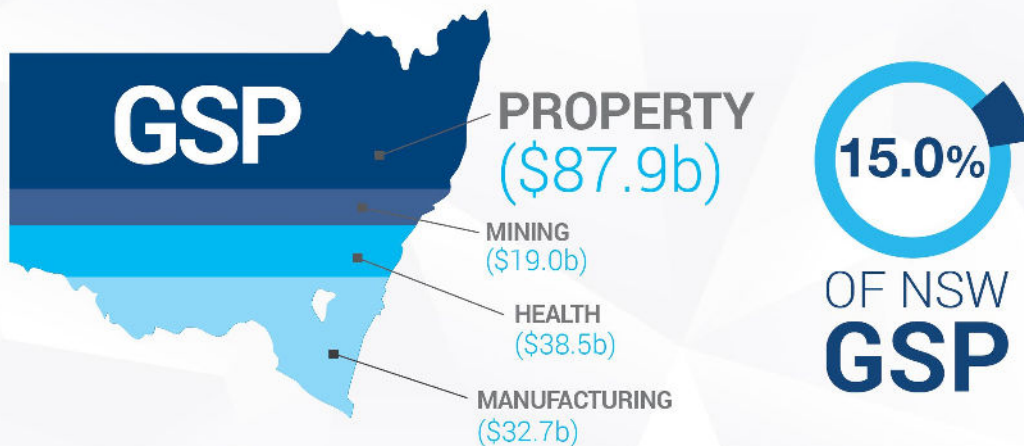 GSP
PROPERTY
($87.9b)
MINING
($19.0b)
HEALTH
($38.5b)
MANUFACTURING
($32.7b)
15.0%
OF NSW
GSP